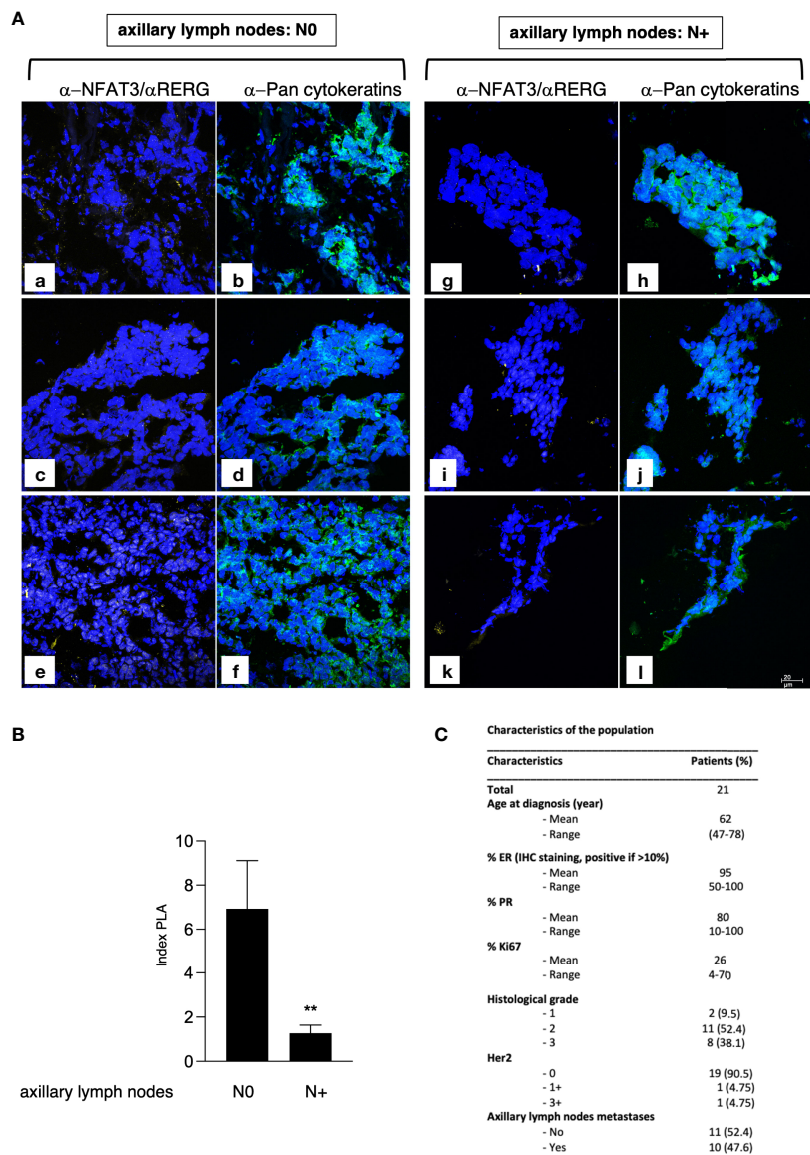 A
axillary lymph nodes: N0
axillary lymph nodes: N+
α–NFAT3/αRERG
α–Pan cytokeratins
α–NFAT3/αRERG
α–Pan cytokeratins
a
b
g
h
c
d
i
j
e
f
k
l
20
µm
B
Index PLA
10
8
6
4
2
0
**
axillary lymph nodes N0 N+
C
Characteristics of the population
Characteristics Patients (%)
Total 21
Age at diagnosis (year)
- Mean 62
- Range (47-78)
% ER (IHC staining, positive if >10%)
- Mean 95
- Range 50-100
% PR
- Mean 80
- Range 10-100
% Ki67
- Mean 26
- Range 4-70
Histological grade
- 1 2 (9.5)
- 2 11 (52.4)
- 3 8 (38.1)
Her2
- 0 19 (90.5)
- 1+ 1 (4.75)
- 3+ 1 (4.75)
Axillary lymph nodes metastases
- No 11 (52.4)
- Yes 10 (47.6)